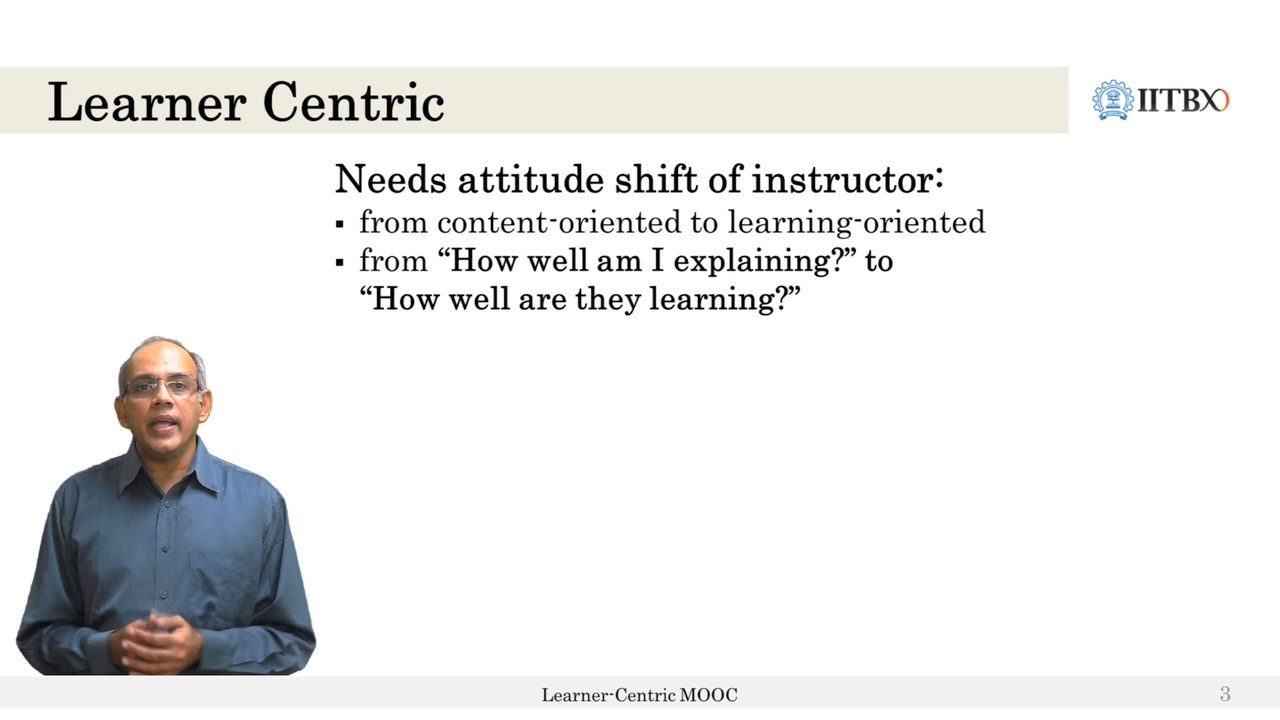 Learner Centric
IITBX
Needs attitude shift of instructor:
▪ from content-oriented to learning-oriented
▪ from “How well am I explaining?” to
“How well are they learning?”
Learner-Centric MOOC
3